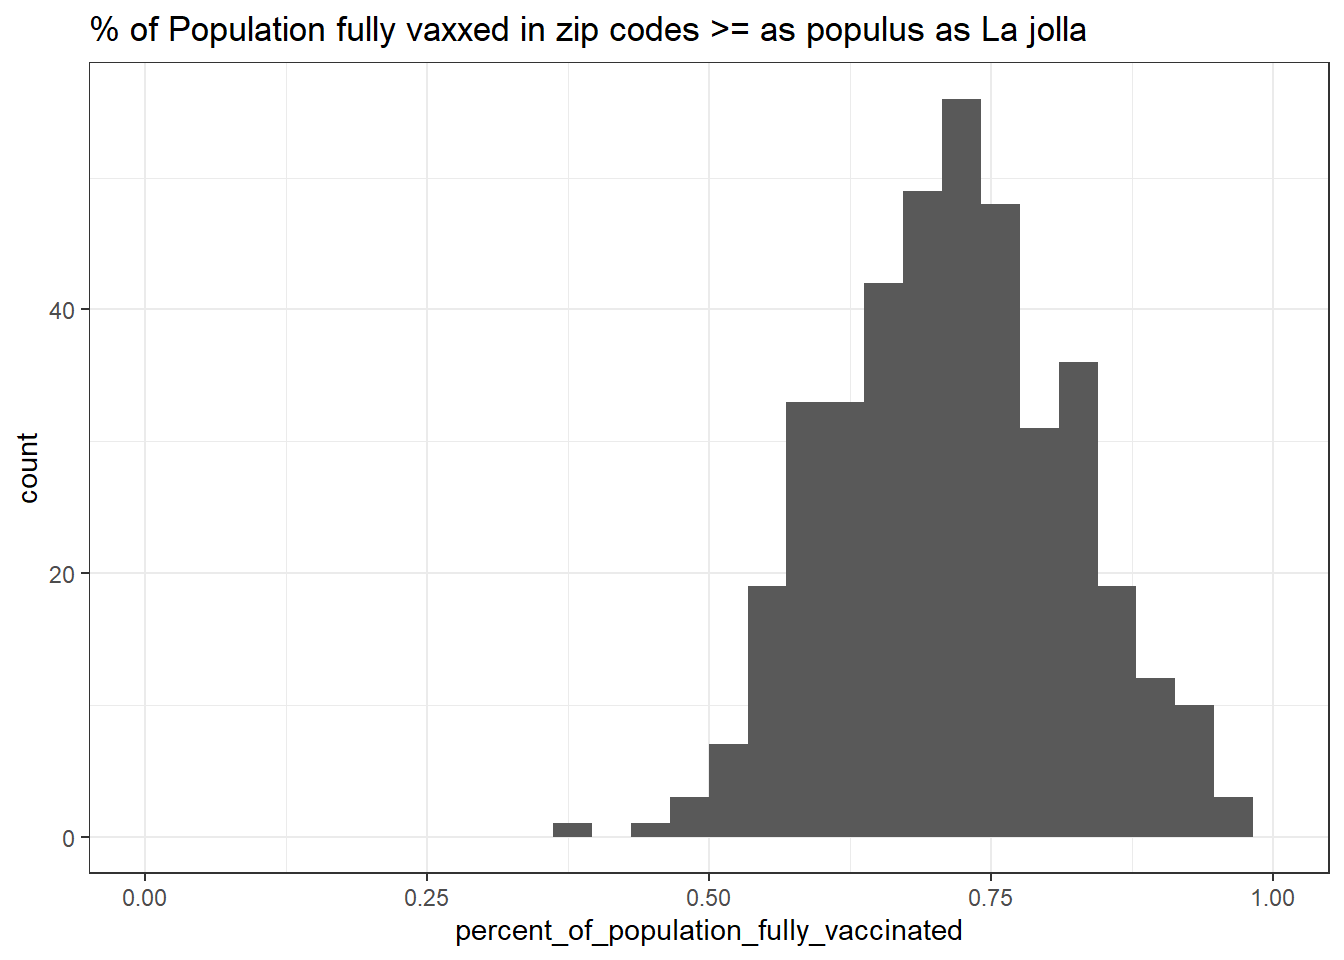 % of Population fully vaxxed in zip codes >= as populus as La jolla
count
40
20
0
0.00 0.25 0.50 0.75 1.00
percent_of_population_fully_vaccinated